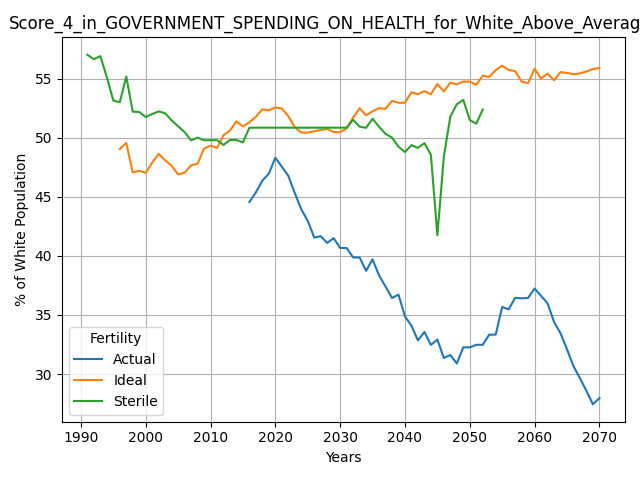 Score_4_in_GOVERNMENT_SPENDING_ON_HEALTH_for_White_Above_Averag
% of White Population
55
50
45
40
35
30
Fertility
Actual
Ideal
Sterile
1990 2000 2010 2020 2030 2040 2050 2060 2070
Years